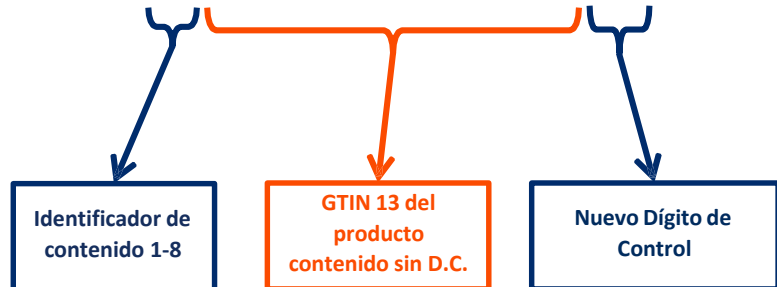 Identificador de
contenido 1-8
GTIN 13 del
producto
contenido sin D.C.
Nuevo Dígito de
Control